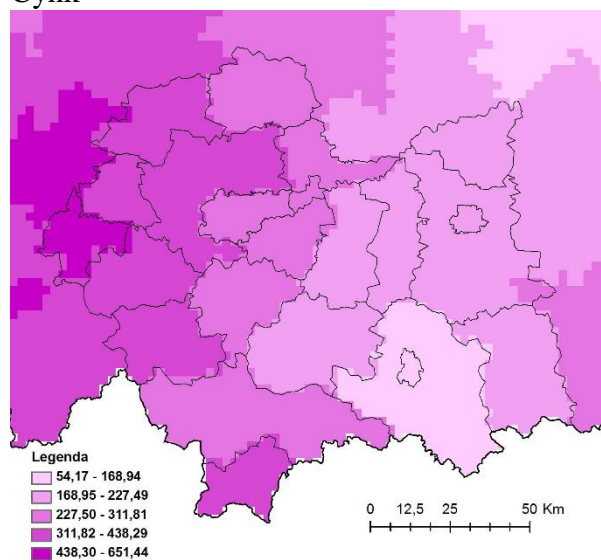 Cynk
Legenda
54,17 - 168,94
168,95 - 227,49
227,50 - 311,81
311,82 - 438,29
438,30 - 651,44
0 12,5 25 50 Km